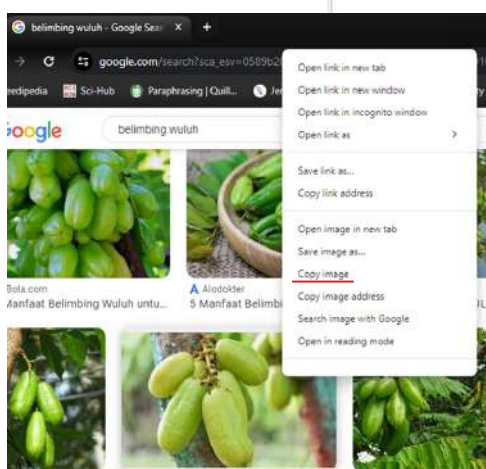 belimbing wuluh - Google Sear
google.com/search?sca_esv=0589b20
eedipedia
Sci-Hub
Paraphrasing | Quill...
Google
belimbing wuluh
Open link in new tab
Open link in new window
Open link in incognito window
Open link as
Save link as...
Copy link address
Open image in new tab
Save image as...
Copy image
Copy image address
Search image with Google
Open in reading mode
Bola.com
Manfaat Belimbing Wuluh untu...
Alodokter
5 Manfaat Belimbi